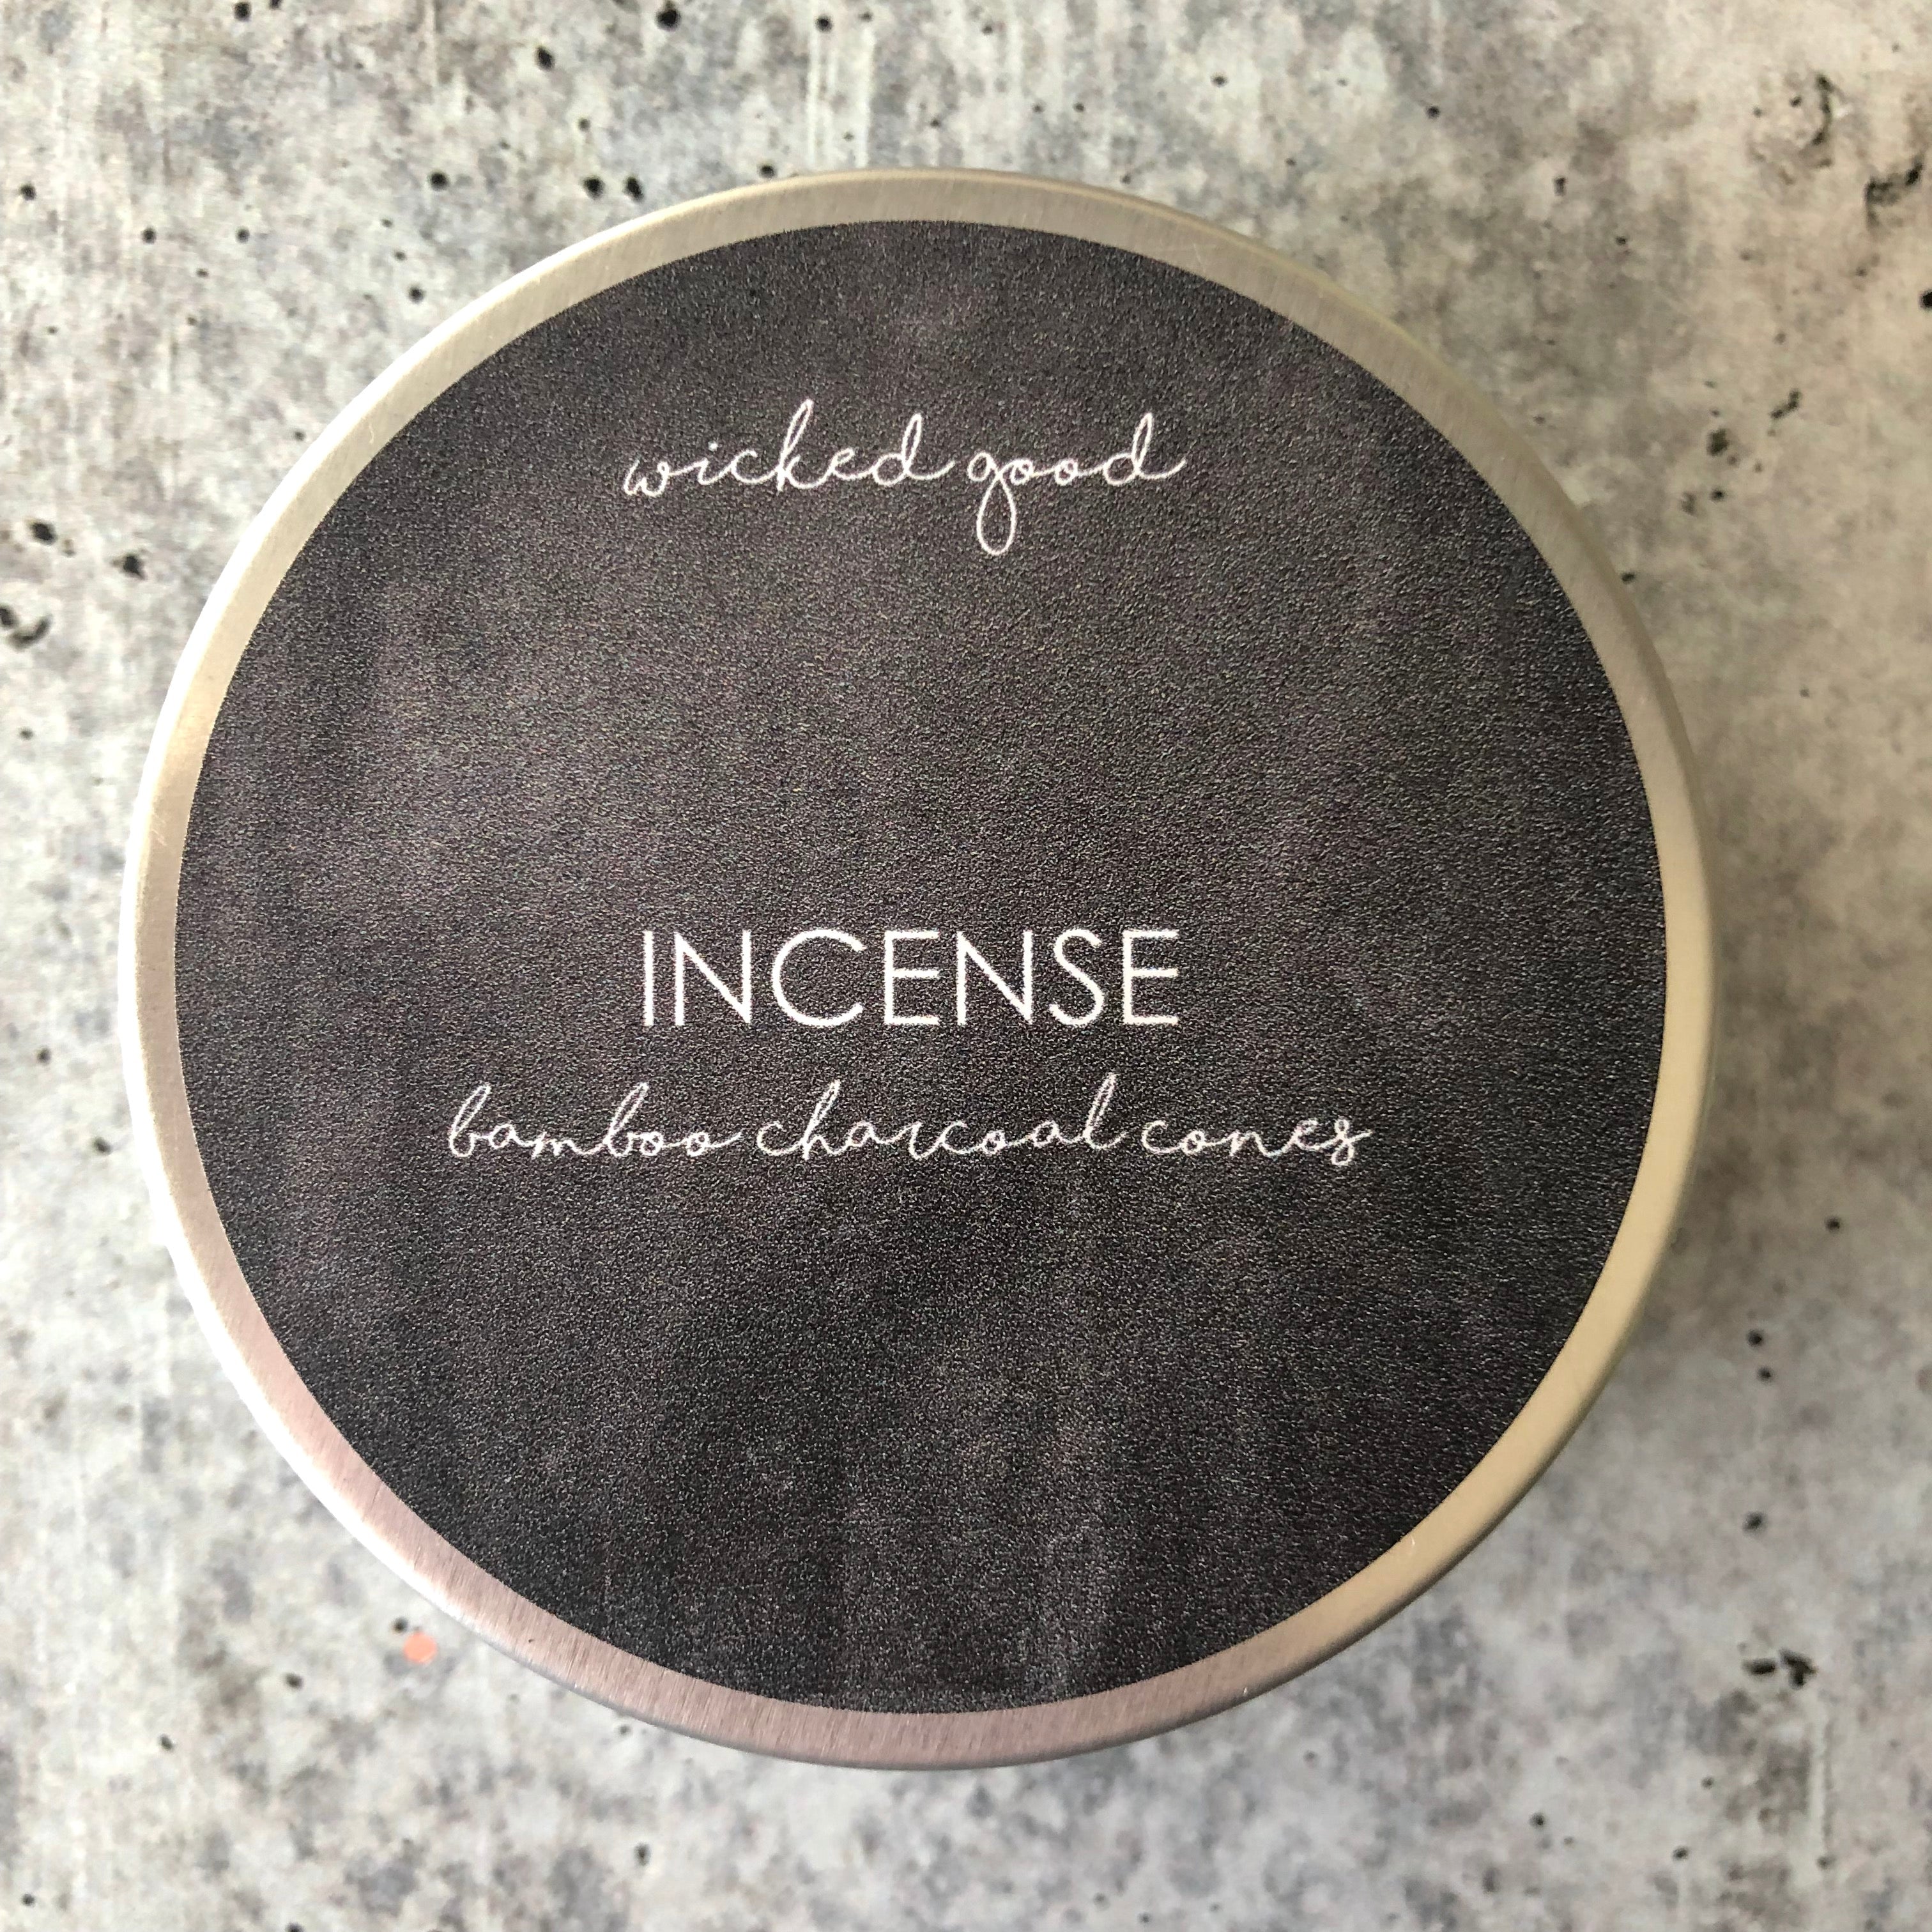 wicked good
INCENSE
bamboo charcoal cones